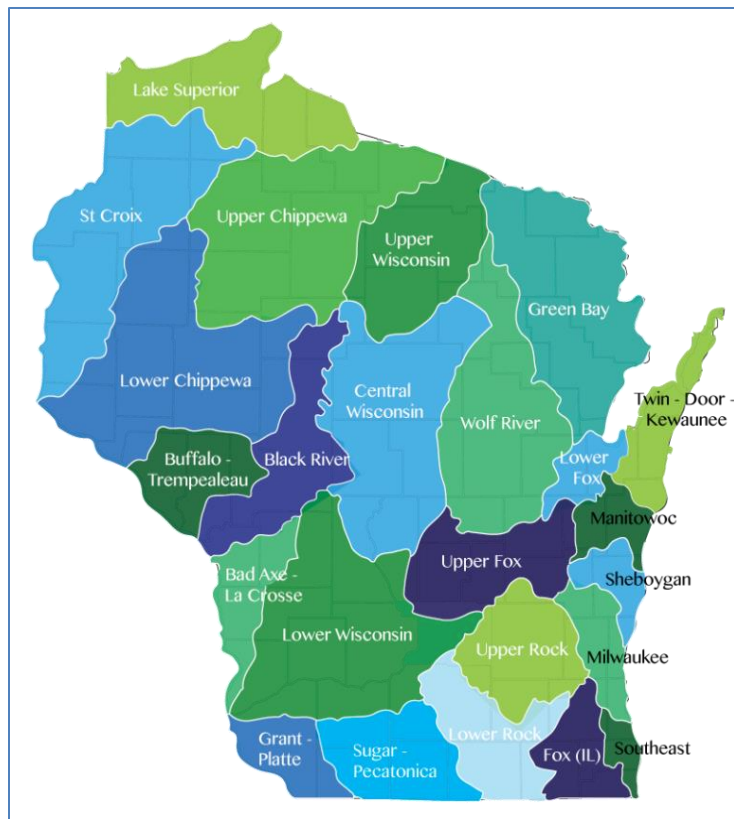 Lake Superior
St Croix
Upper Chippewa
Upper
Wisconsin
Green Bay
Lower Chippewa
Central
Wisconsin
Wolf River
Twin - Door -
Kewaunee
Buffalo -
Trempealeau
Black River
Lower
Fox
Manitowoc
Upper Fox
Bad Axe -
La Crosse
Sheboygan
Lower Wisconsin
Upper Rock
Milwaukee
Grant -
Platte
Sugar -
Pecatonica
Lower Rock
Fox (IL)
Southeast